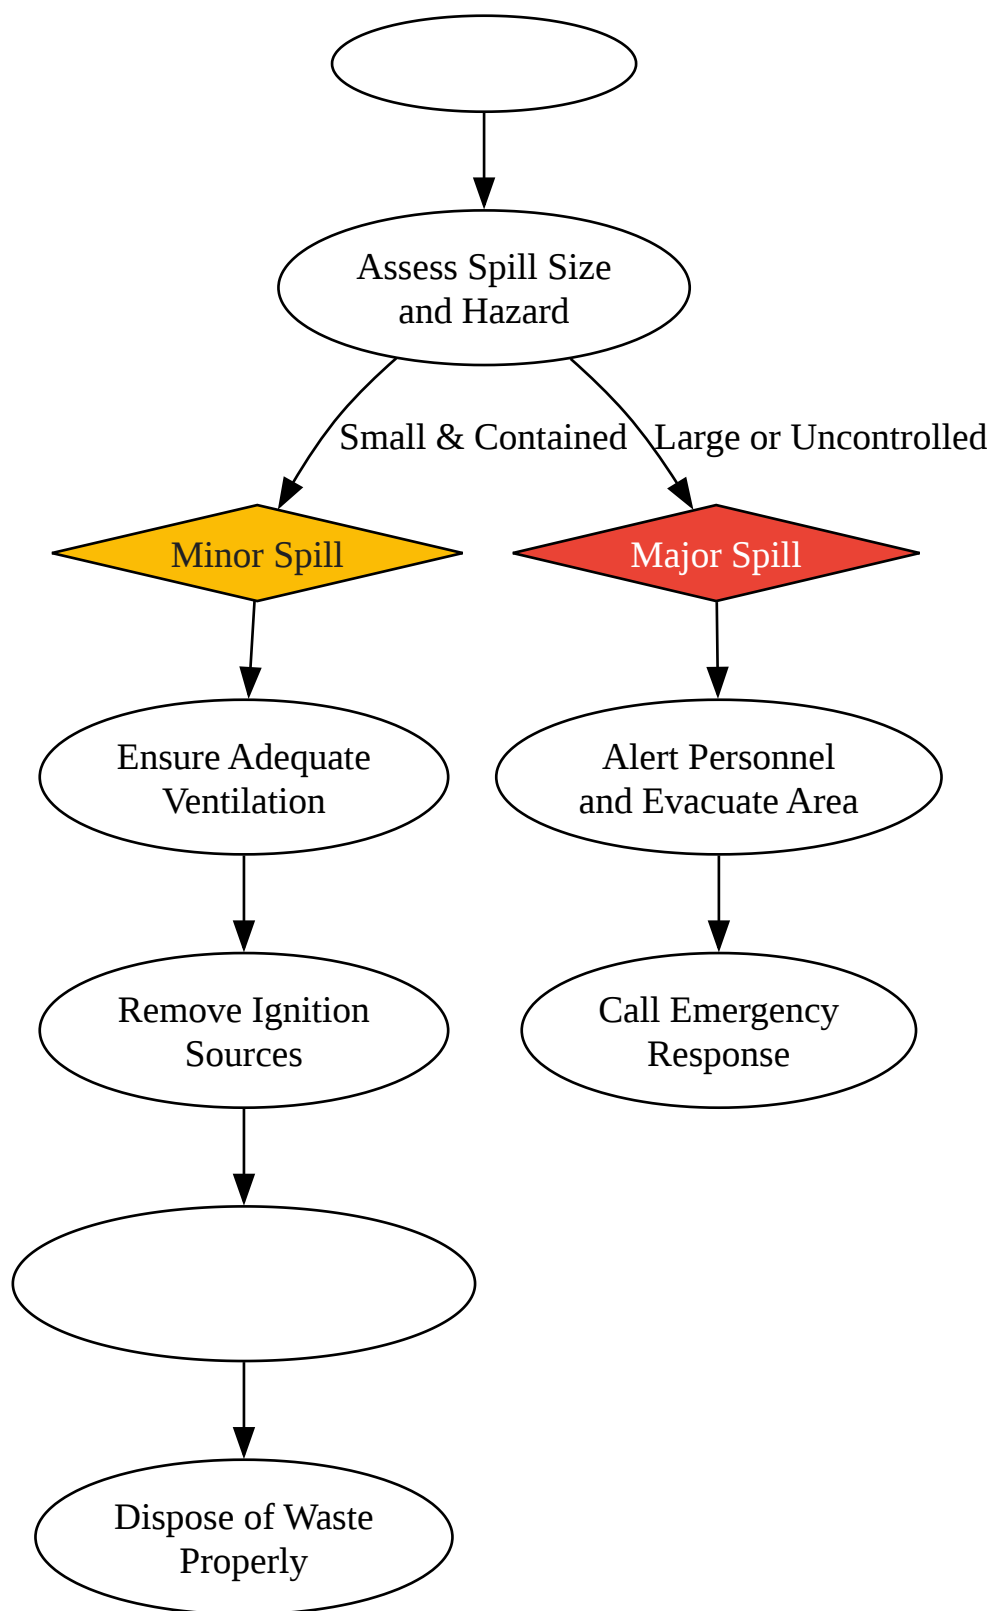 Assess Spill Size
and Hazard
Small & Contained
Large or Uncontrolled
Minor Spill
Major Spill
Ensure Adequate
Ventilation
Alert Personnel
and Evacuate Area
Remove Ignition
Sources
Call Emergency
Response
Dispose of Waste
Properly